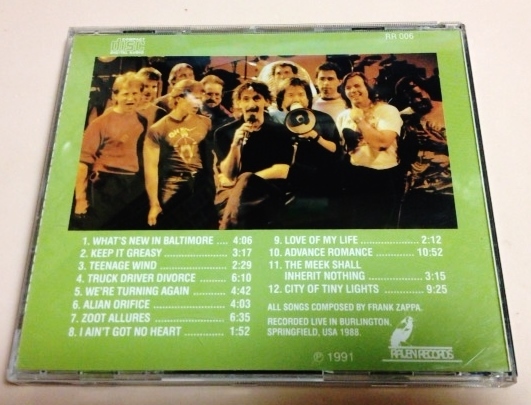 COMPACT
disc
DIGITAL AUDIO
RR 006
1. WHAT'S NEW IN BALTIMORE .... 4:06
2. KEEP IT GREASY .................... 3:17
3. TEENAGE WIND ..................... 2:29
4. TRUCK DRIVER DIVORCE ........ 6:10
5. WE'RE TURNING AGAIN .......... 4:42
6. ALIAN ORIFICE ....................... 4:03
7. ZOOT ALLURES ...................... 6:35
8. I AIN'T GOT NO HEART ........... 1:52
9. LOVE OF MY LIFE .................... 2:12
10. ADVANCE ROMANCE ............ 10:52
11. THE MEEK SHALL
INHERIT NOTHING .................. 3:15
12. CITY OF TINY LIGHTS ............ 9:25
ALL SONGS COMPOSED BY FRANK ZAPPA.
RECORDED LIVE IN BURLINGTON,
SPRINGFIELD, USA 1988.
℗ 1991
RAVEN RECORDS